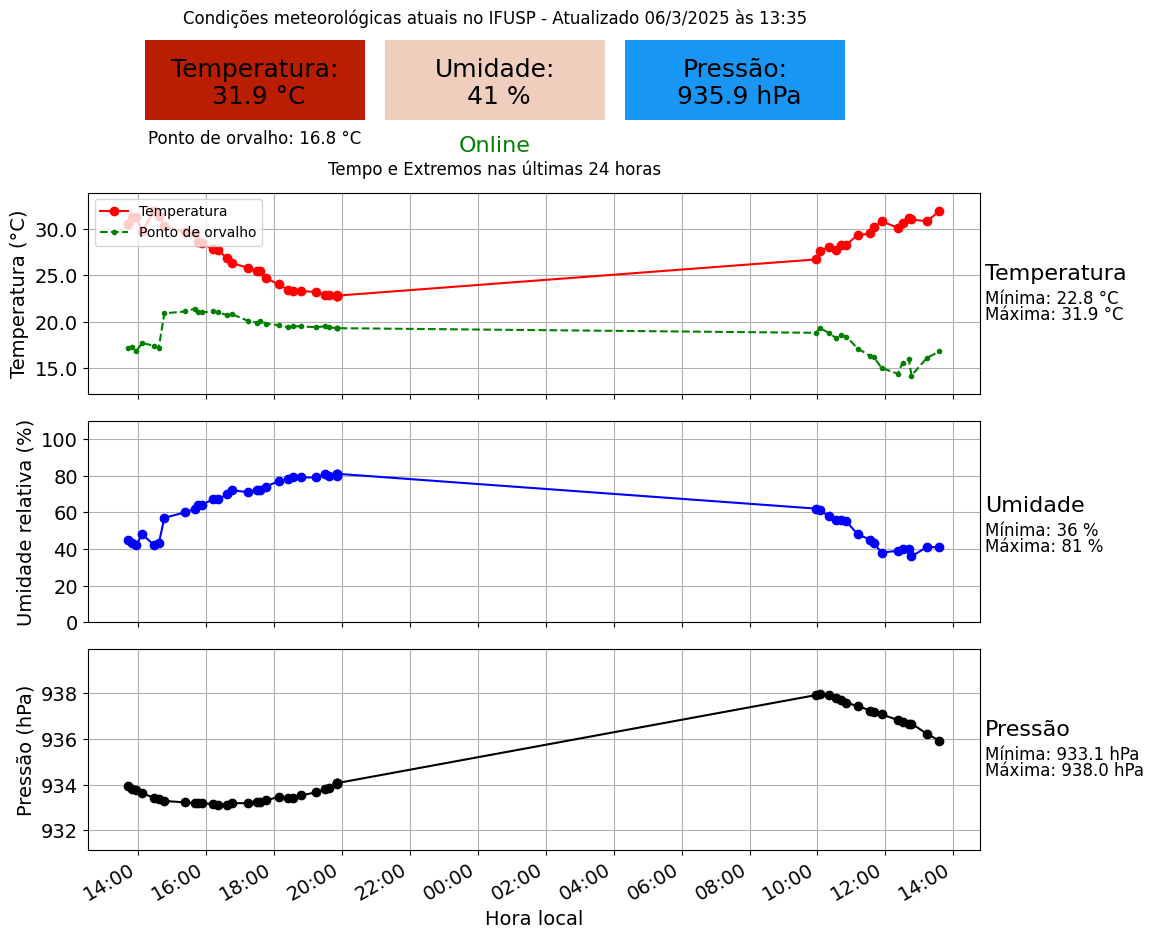 Condições meteorológicas atuais no IFUSP - Atualizado 06/3/2025 às 13:35
Temperatura:
31.9 °C
Umidade:
41 %
Pressão:
935.9 hPa
Ponto de orvalho: 16.8 °C
Online
Tempo e Extremos nas últimas 24 horas
Temperatura (°C)
30.0
25.0
20.0
15.0
Temperatura
Ponto de orvalho
Temperatura
Mínima: 22.8 °C
Máxima: 31.9 °C
Umidade relativa (%)
100
80
60
40
20
0
Umidade
Mínima: 36 %
Máxima: 81 %
Pressão (hPa)
938
936
934
932
Pressão
Mínima: 933.1 hPa
Máxima: 938.0 hPa
14:00 16:00 18:00 20:00 22:00 00:00 02:00 04:00 06:00 08:00 10:00 12:00 14:00
Hora local